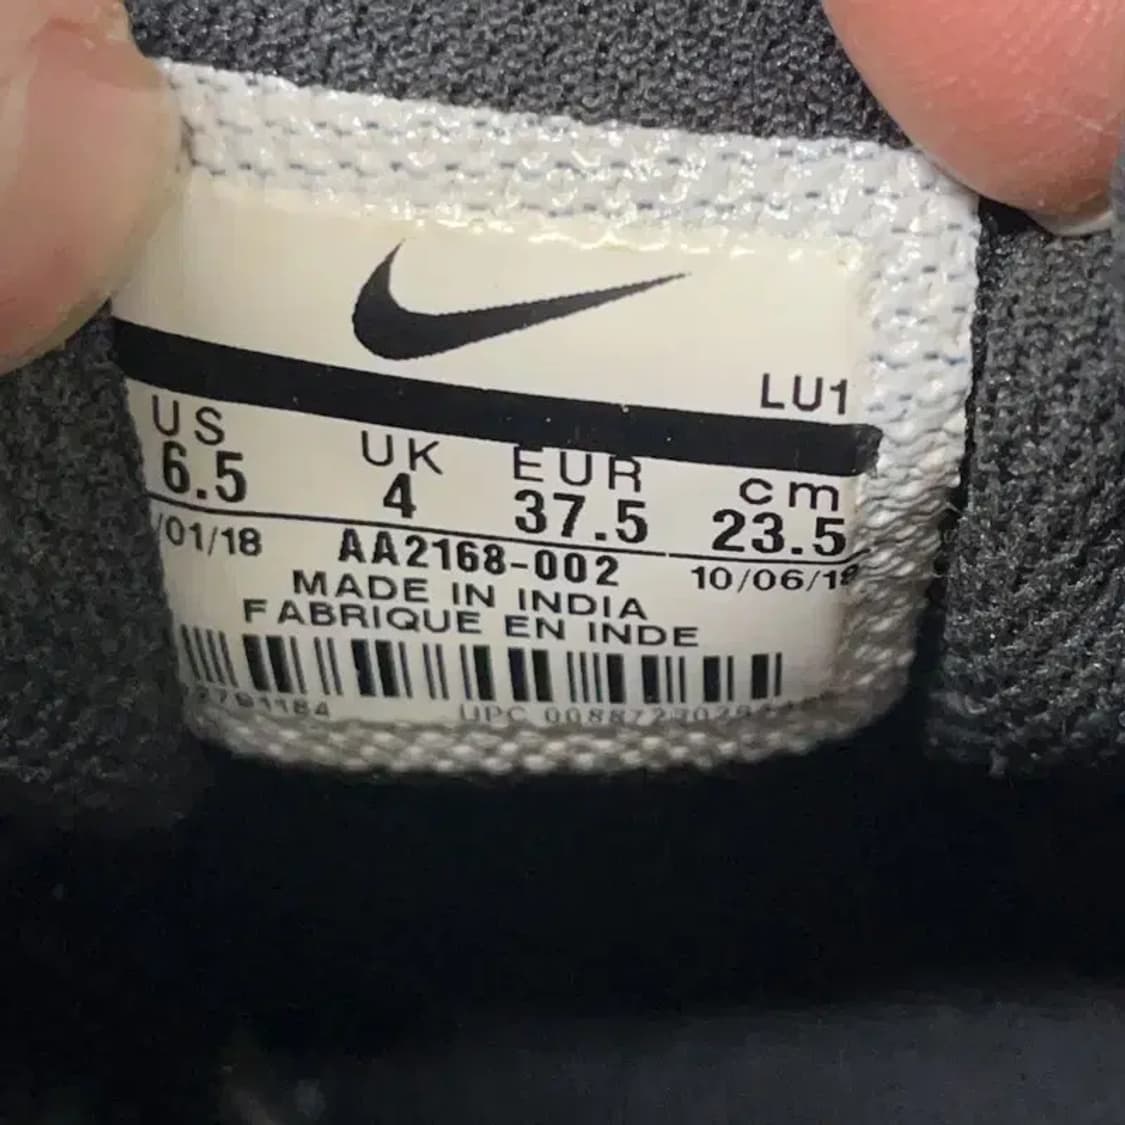 LU1
US UK EUR cm
6.5 4 37.5 23.5
/01/18 AA2168-002 10/06/18
MADE IN INDIA
FABRIQUE EN INDE
UPC